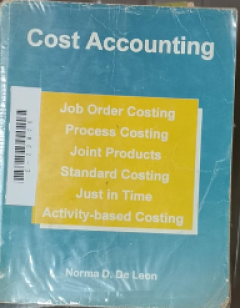 Cost Accounting
Job Order Costing
Process Costing
Joint Products
Standard Costing
Just in Time
Activity-based Costing
Norma D. De Leon